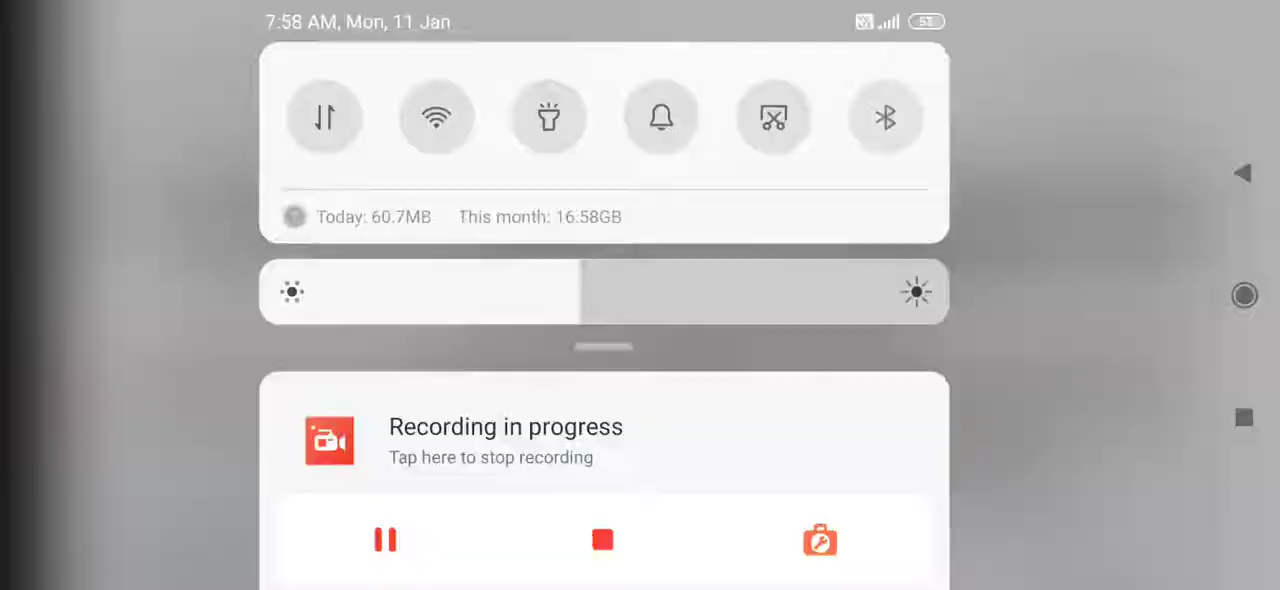 7:58 AM, Mon, 11 Jan
Today: 60.7MB This month: 16:58GB
Recording in progress
Tap here to stop recording